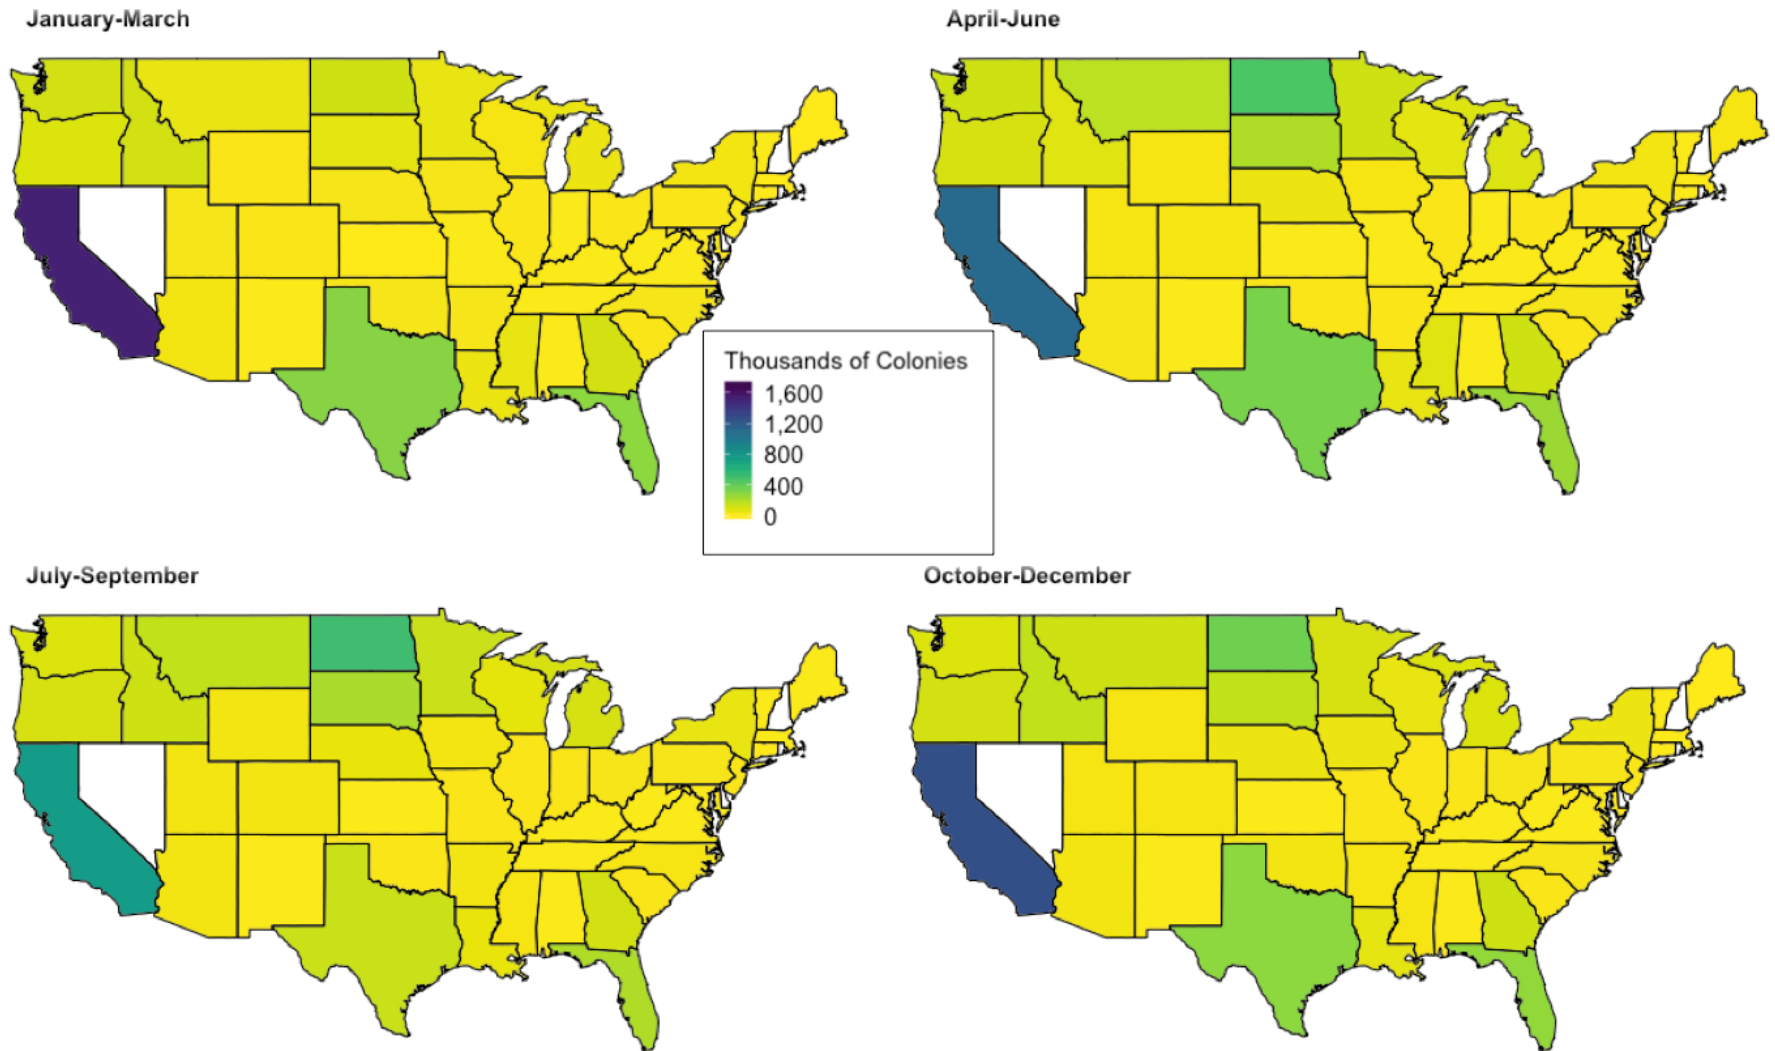 January-March
April-June
Thousands of Colonies
1,600
1,200
800
400
0
July-September
October-December